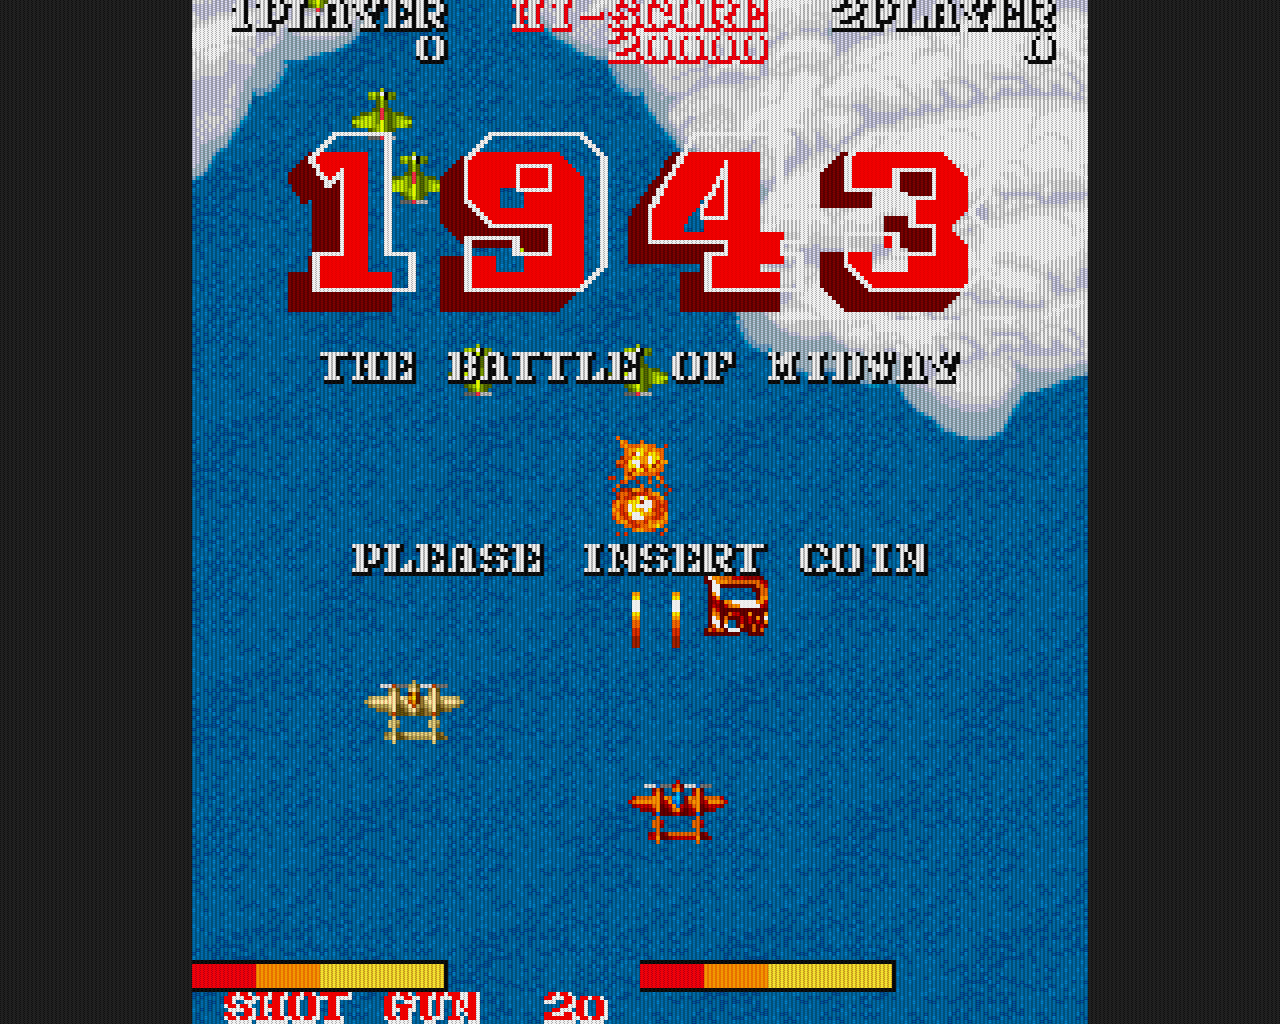 1PLAYER HI-SCORE 2PLAYER
0 20000 0
1943
THE BATTLE OF MIDWAY
PLEASE INSERT COIN
SHOT GUN 20